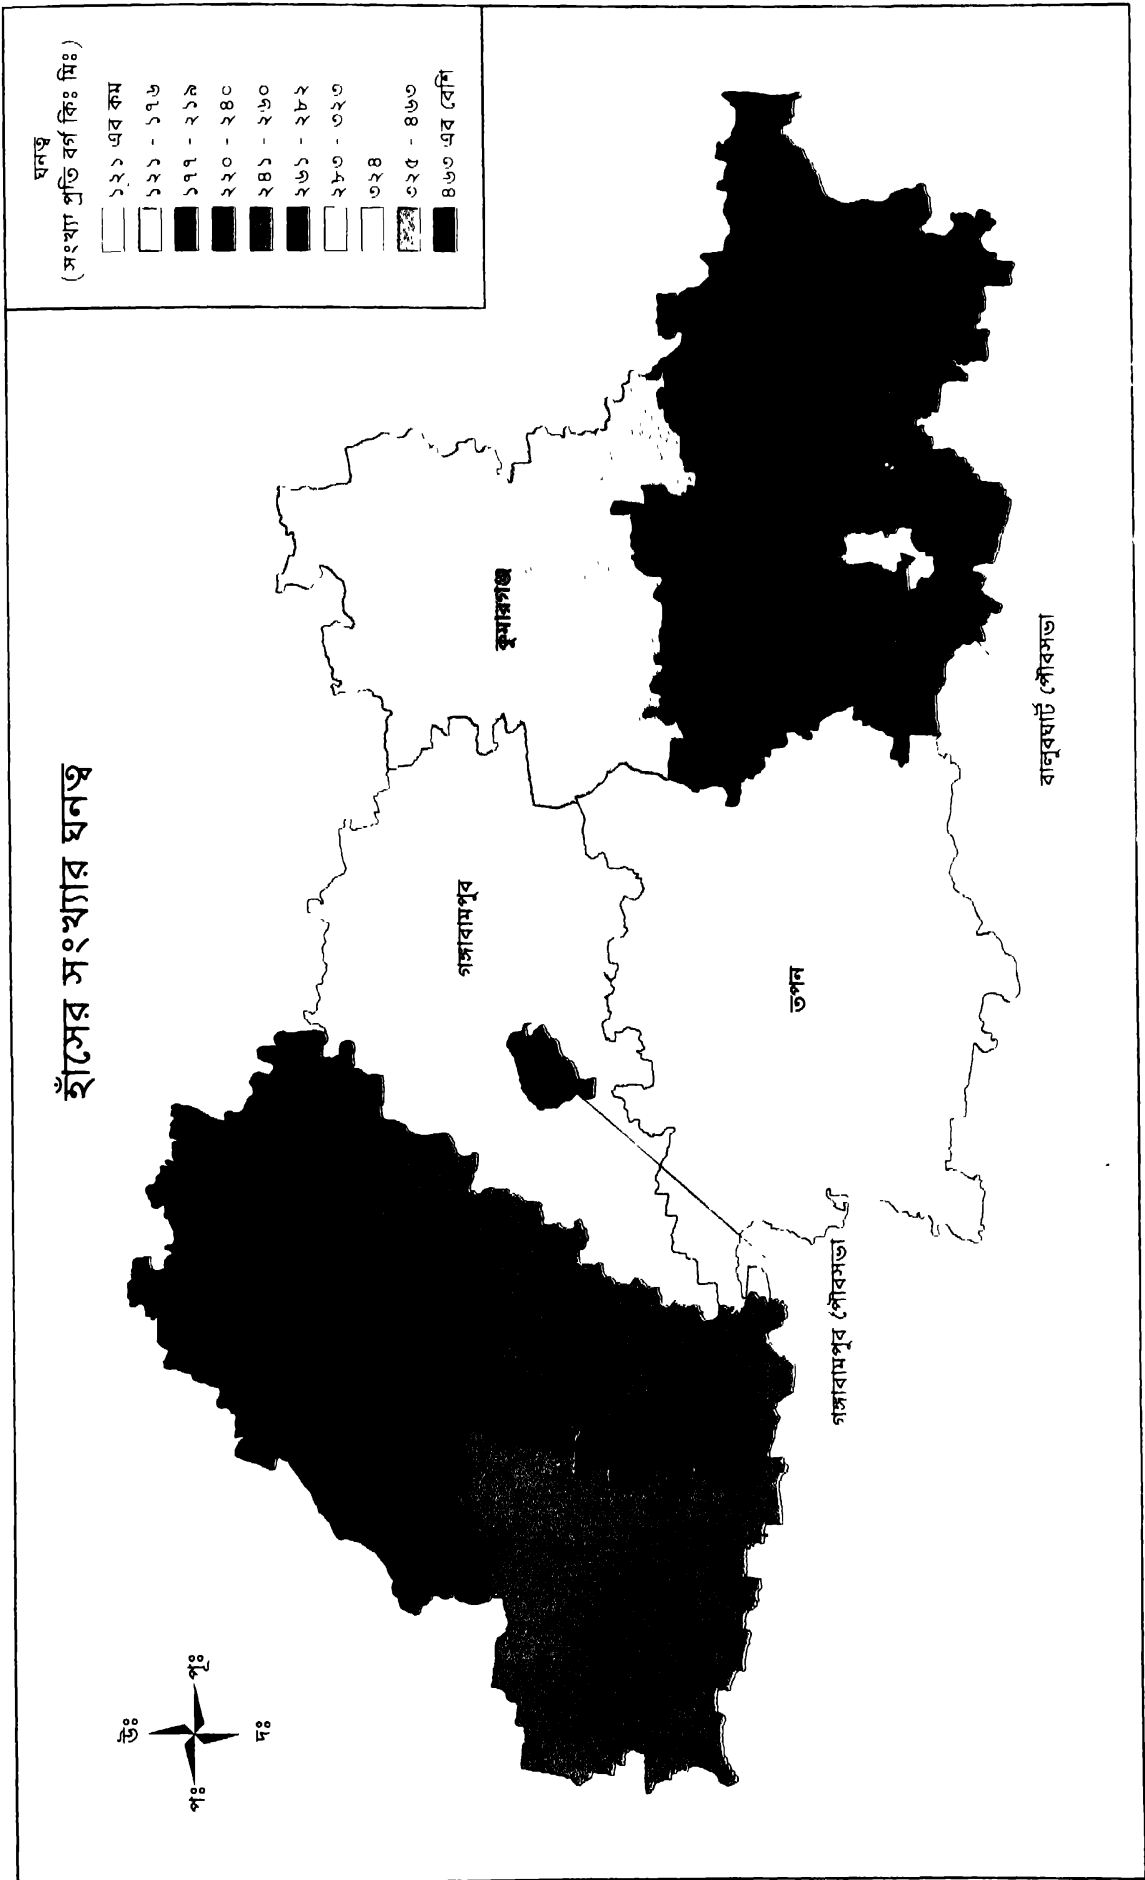 হাঁসের সংখ্যার ঘনত্ব
ঘনত্ব
(সংখ্যা প্রতি বর্গ কিঃ মিঃ)
১২১ এর কম
১২১ - ১৭৬
১৭৭ - ২১৯
২২০ - ২৪০
২৪১ - ২৬০
২৬১ - ২৮২
২৮৩ - ৩২৩
৩২৪
৩২৫ - ৪৬৩
৪৬৩ এর বেশি
উঃ
পঃ
পূঃ
দঃ
কুমারগঞ্জ
গঙ্গারামপুর
তপন
গঙ্গারামপুর পৌরসভা
বালুরঘাট পৌরসভা